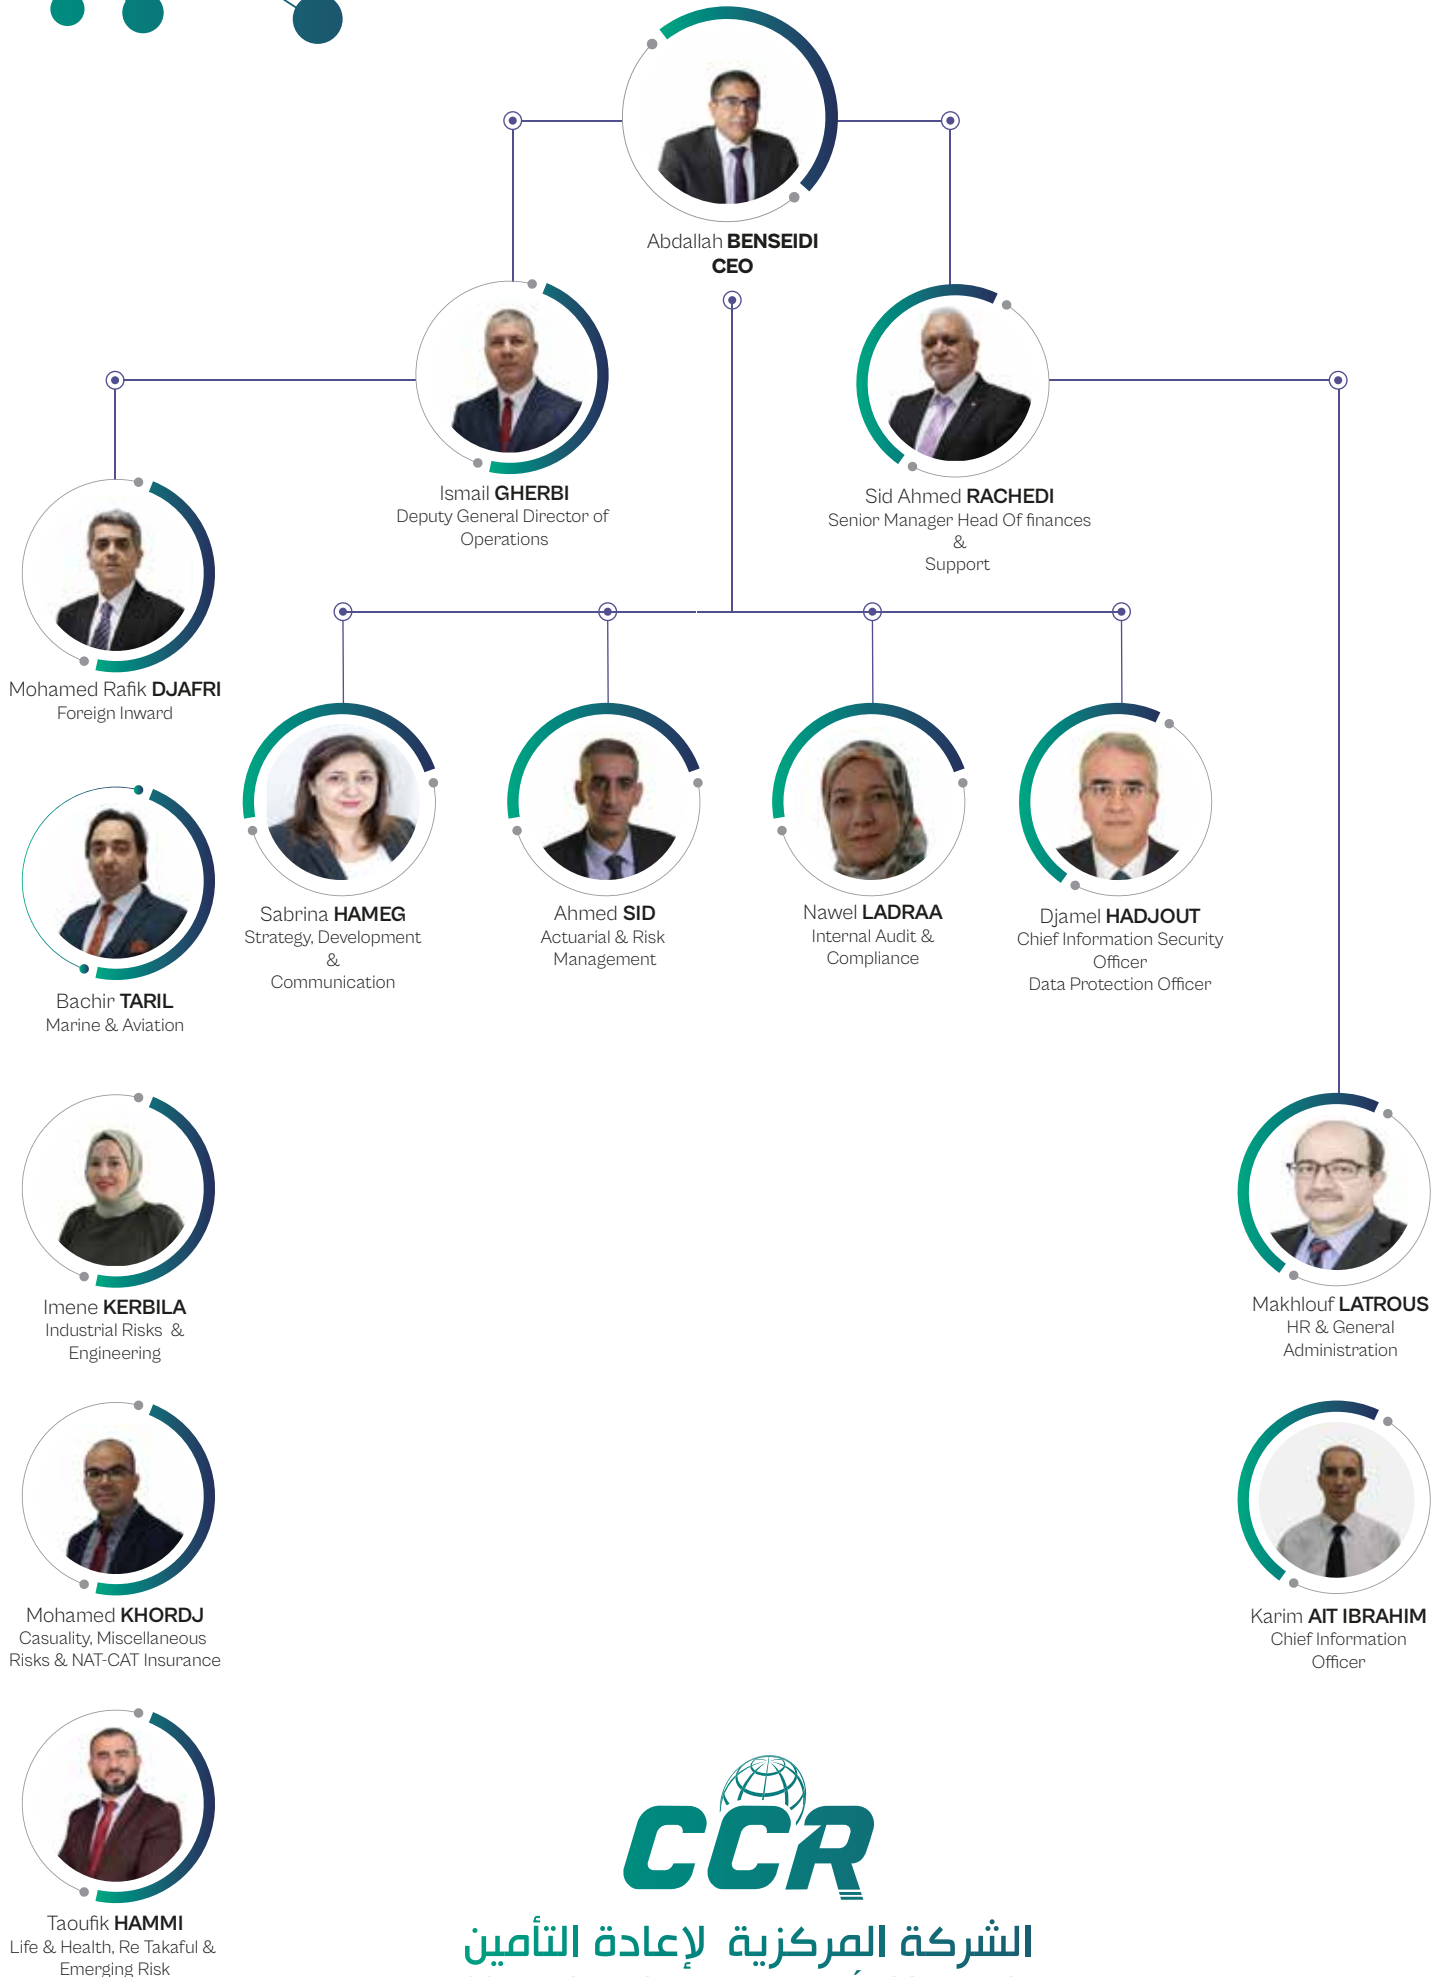 Abdallah BENSEIDI
CEO
Ismail GHERBI
Deputy General Director of
Operations
Sid Ahmed RACHEDI
Senior Manager Head Of finances
&
Support
Mohamed Rafik DJAFRI
Foreign Inward
Sabrina HAMEG
Strategy, Development
&
Communication
Ahmed SID
Actuarial & Risk
Management
Nawel LADRAA
Internal Audit &
Compliance
Djamel HADJOUT
Chief Information Security
Officer
Data Protection Officer
Bachir TARIL
Marine & Aviation
Imene KERBILA
Industrial Risks &
Engineering
Makhlouf LATROUS
HR & General
Administration
Mohamed KHORDJ
Casuality, Miscellaneous
Risks & NAT-CAT Insurance
Karim AIT IBRAHIM
Chief Information
Officer
Taoufik HAMMI
Life & Health, Re Takaful &
Emerging Risk
CCR
الشركة المركزية لإعادة التأمين